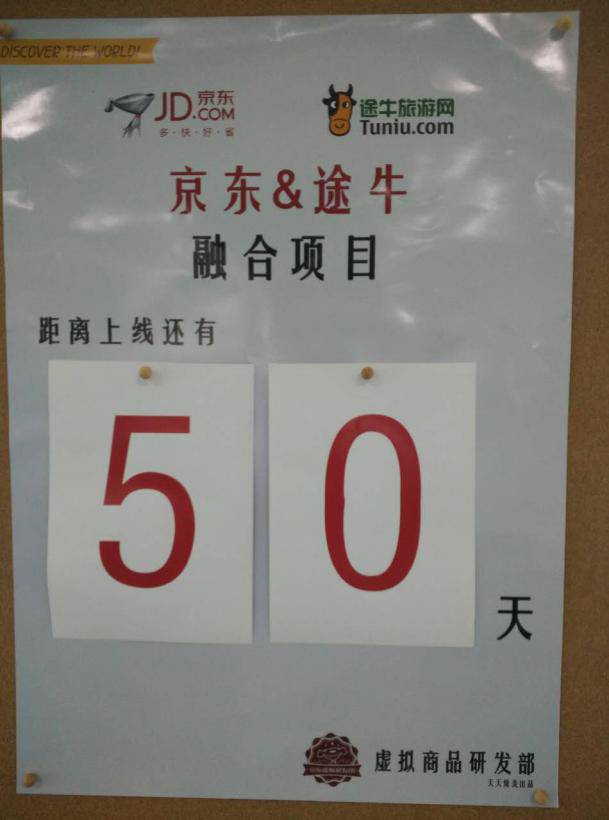 DISCOVER THE WORLD!
JD.京东
.COM
多·快·好·省
途牛旅游网
Tuniu.com
京东&途牛
融合项目
距离上线还有
50
天
虚拟商品研发部